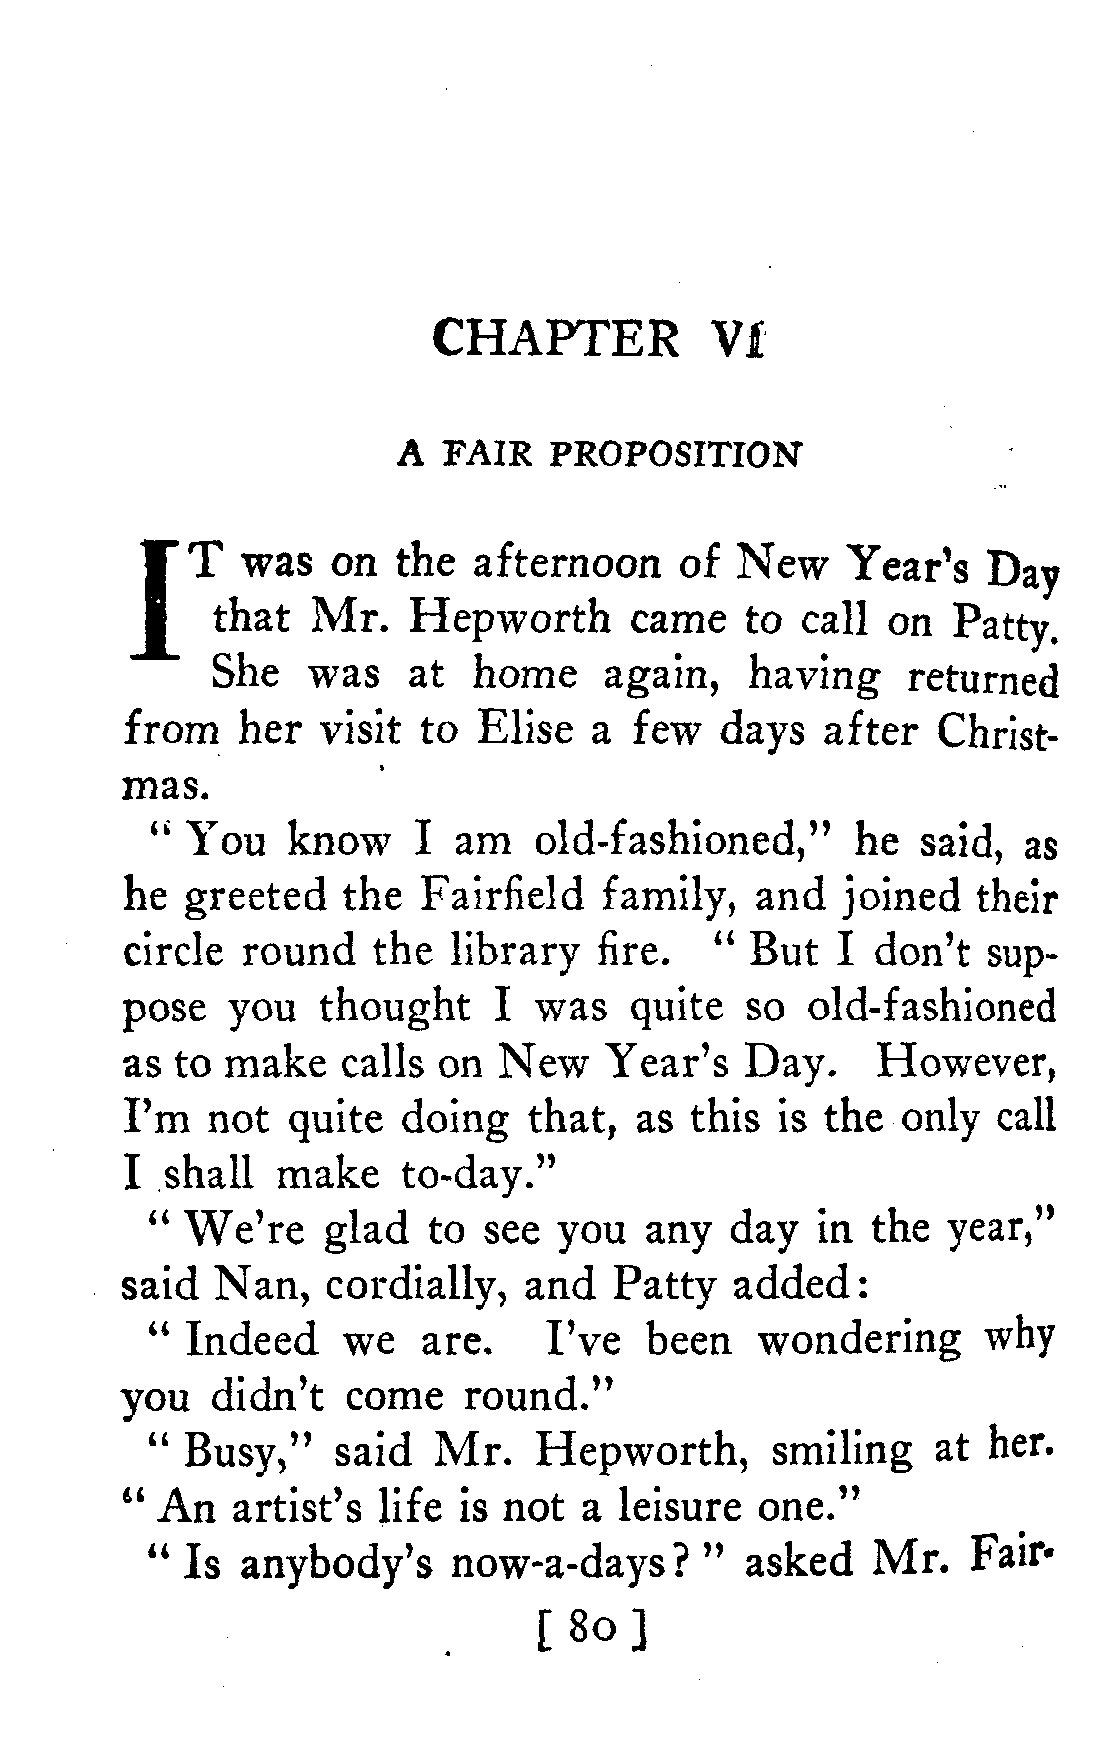 CHAPTER VI
A FAIR PROPOSITION
IT was on the afternoon of New Year's Day
that Mr. Hepworth came to call on Patty.
She was at home again, having returned
from her visit to Elise a few days after Christ-
mas.
" You know I am old-fashioned," he said, as
he greeted the Fairfield family, and joined their
circle round the library fire. " But I don't sup-
pose you thought I was quite so old-fashioned
as to make calls on New Year's Day. However,
I'm not quite doing that, as this is the only call
I shall make to-day."
" We're glad to see you any day in the year,"
said Nan, cordially, and Patty added:
" Indeed we are. I've been wondering why
you didn't come round."
" Busy," said Mr. Hepworth, smiling at her.
" An artist's life is not a leisure one."
" Is anybody's now-a-days? " asked Mr. Fair-
[ 80 ]